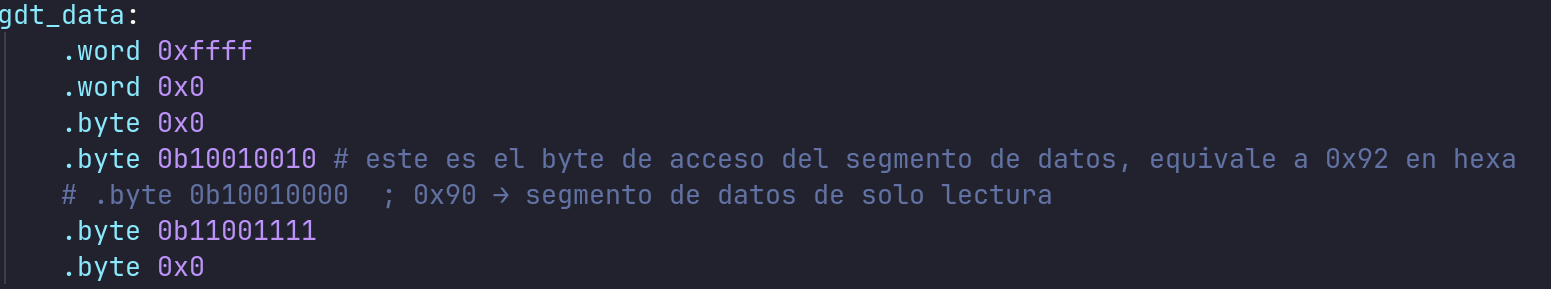 gdt_data:
.word 0xffff
.word 0x0
.byte 0x0
.byte 0b10010010 # este es el byte de acceso del segmento de datos, equivale a 0x92 en hexa
# .byte 0b10010000  ; 0x90 → segmento de datos de solo lectura
.byte 0b11001111
.byte 0x0